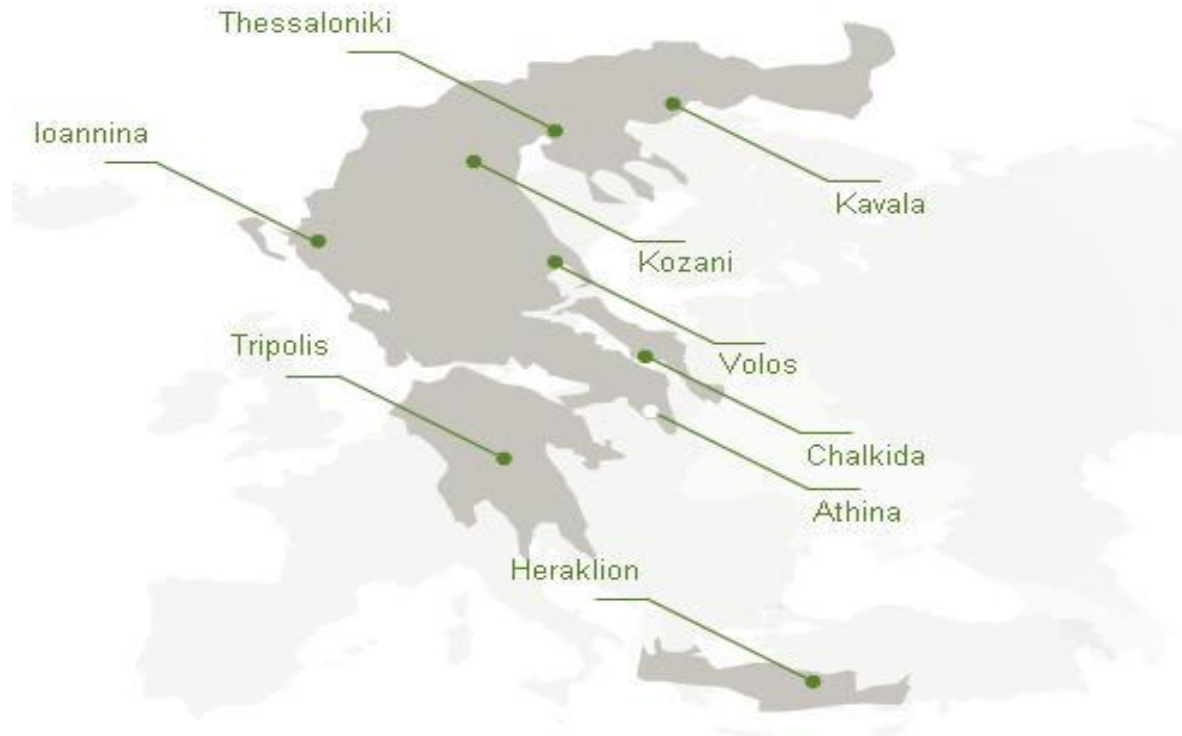 Thessaloniki
Ioannina
Kavala
Kozani
Tripolis
Volos
Chalkida
Athina
Heraklion